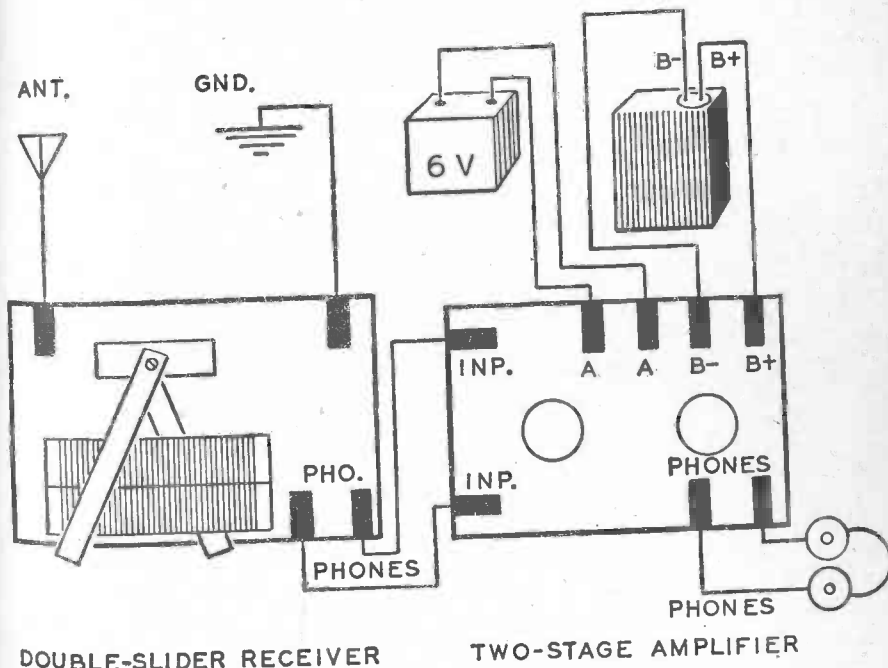 ANT.
GND.
B-
B+
6 V
INP.
A
A
B-
B+
PHO.
INP.
PHONES
PHONES
PHONES
DOUBLE-SLIDER RECEIVER
TWO-STAGE AMPLIFIER